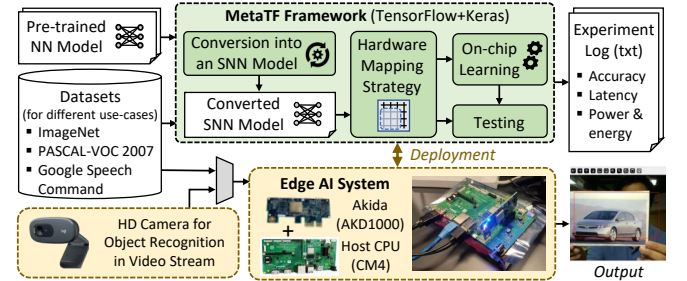 Pre-trained
NN Model
MetaTF Framework (TensorFlow+Keras)
Conversion into
an SNN Model
Converted
SNN Model
Hardware
Mapping
Strategy
On-chip
Learning
Testing
Experiment
Log (txt)
▪ Accuracy
▪ Latency
▪ Power &
energy
Datasets
(for different use-cases)
▪ ImageNet
▪ PASCAL-VOC 2007
▪ Google Speech
Command
Deployment
HD Camera for
Object Recognition
in Video Stream
Edge AI System
Akida
(AKD1000)
+
Host CPU
(CM4)
Output